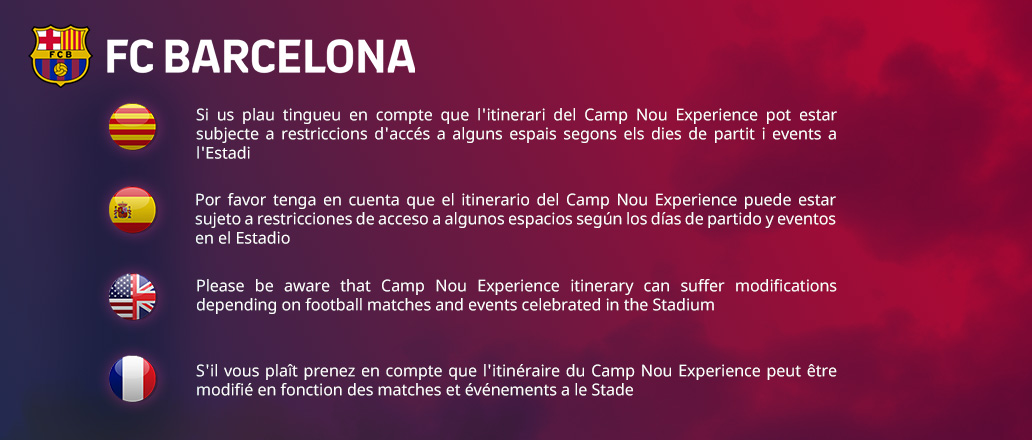 FCB
FC BARCELONA
Si us plau tingueu en compte que l'itinerari del Camp Nou Experience pot estar
subjecte a restriccions d'accés a alguns espais segons els dies de partit i events a
l'Estadi
Por favor tenga en cuenta que el itinerario del Camp Nou Experience puede estar
sujeto a restricciones de acceso a algunos espacios según los días de partido y eventos
en el Estadio
Please be aware that Camp Nou Experience itinerary can suffer modifications
depending on football matches and events celebrated in the Stadium
S'il vous plaît prenez en compte que l'itinéraire du Camp Nou Experience peut être
modifié en fonction des matches et événements a le Stade